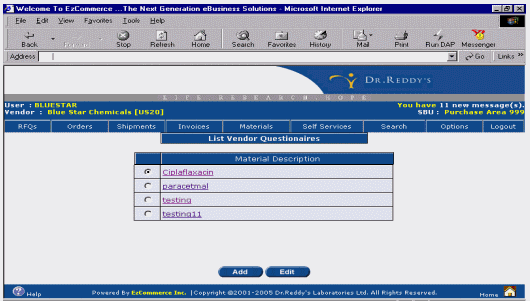 Welcome To EzCommerce ...The Next Generation eBusiness Solutions - Microsoft Internet Explorer
File Edit View Favorites Tools Help
Back Forward Stop Refresh Home Search Favorites History Mail Print Run DAP Messenger
Address Go Links »
DR.REDDY'S
LIFE. RESEARCH. HOPE
User : BLUESTAR You have 11 new message(s).
Vendor : Blue Star Chemicals [US20] SBU : Purchase Area 999
RFQs Orders Shipments Invoices Materials Self Services Search Options Logout
List Vendor Questionaires
Material Description
Ciplaflaxacin
paracetmal
testing
testing11
Add Edit
Help Powered By EzCommerce Inc. |Copyright @2001-2005 Dr.Reddy's Laboratories Ltd. All Rights Reserved. Home